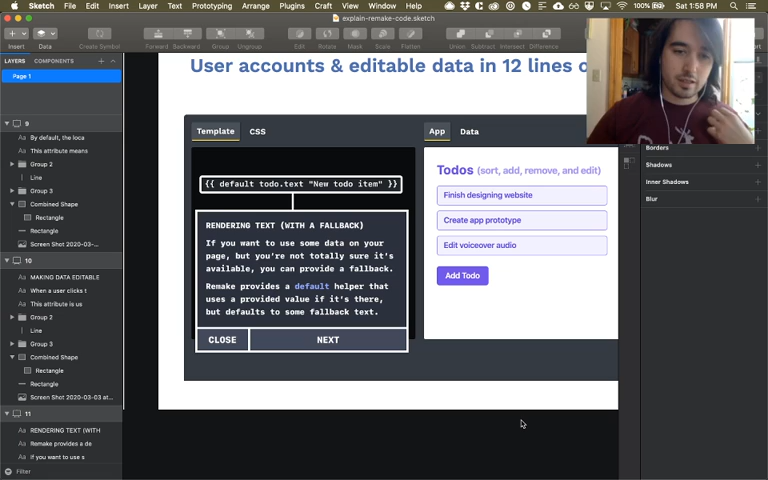 Sketch File Edit Insert Layer Text Prototyping Arrange Plugins Craft View Window Help 100% Sat 1:58 PM
explain-remake-code.sketch
Insert Data Create Symbol Forward Backward Group Ungroup Edit Rotate Mask Scale Flatten Union Subtract Intersect Difference
LAYERS COMPONENTS
Page 1
User accounts & editable data in 12 lines o
9
By default, the loca
This attribute means
Group 2
Line
Group 3
Combined Shape
Rectangle
Rectangle
Screen Shot 2020-03-...
10
MAKING DATA EDITABLE
When a user clicks t
This attribute is us
Group 2
Line
Group 3
Combined Shape
Rectangle
Rectangle
Screen Shot 2020-03-03 at...
11
RENDERING TEXT (WITH
Remake provides a de
If you want to use s
Filter
Template CSS
{{ default todo.text "New todo item" }}
RENDERING TEXT (WITH A FALLBACK)
If you want to use some data on your
page, but you're not totally sure it's
available, you can provide a fallback.
Remake provides a default helper that
uses a provided value if it's there,
but defaults to some fallback text.
CLOSE NEXT
App Data
Todos (sort, add, remove, and edit)
Finish designing website
Create app prototype
Edit voiceover audio
Add Todo
Borders
Shadows
Inner Shadows
Blur